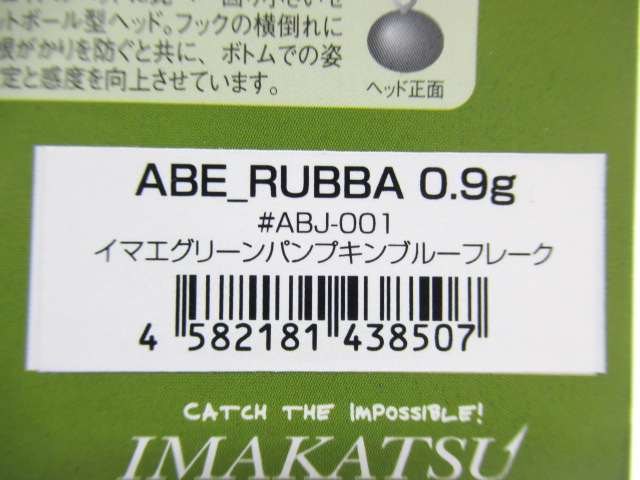 ットボール型ヘッド。フックの横倒れに
根がかりを防ぐと共に、ボトムでの姿
定と感度を向上させています。
ヘッド正面
ABE_RUBBA 0.9g
#ABJ-001
イマエグリーンパンプキンブルーフレーク
4 582181 438507
CATCH THE IMPOSSIBLE!
IMAKATSU